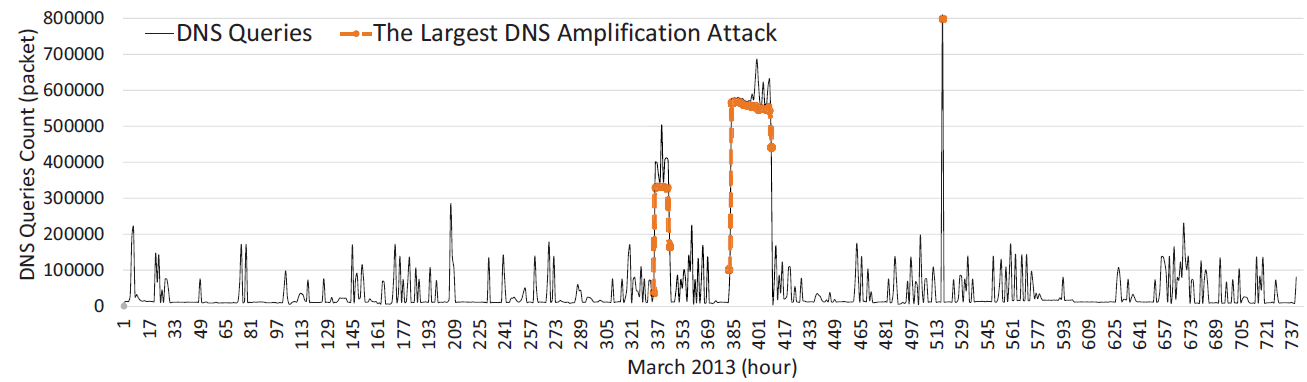 DNS Queries The Largest DNS Amplification Attack
DNS Queries Count (packet)
800000
700000
600000
500000
400000
300000
200000
100000
0
1 17 33 49 65 81 97 113 129 145 161 177 193 209 225 241 257 273 289 305 321 337 353 369 385 401 417 433 449 465 481 497 513 529 545 561 577 593 609 625 641 657 673 689 705 721 737
March 2013 (hour)